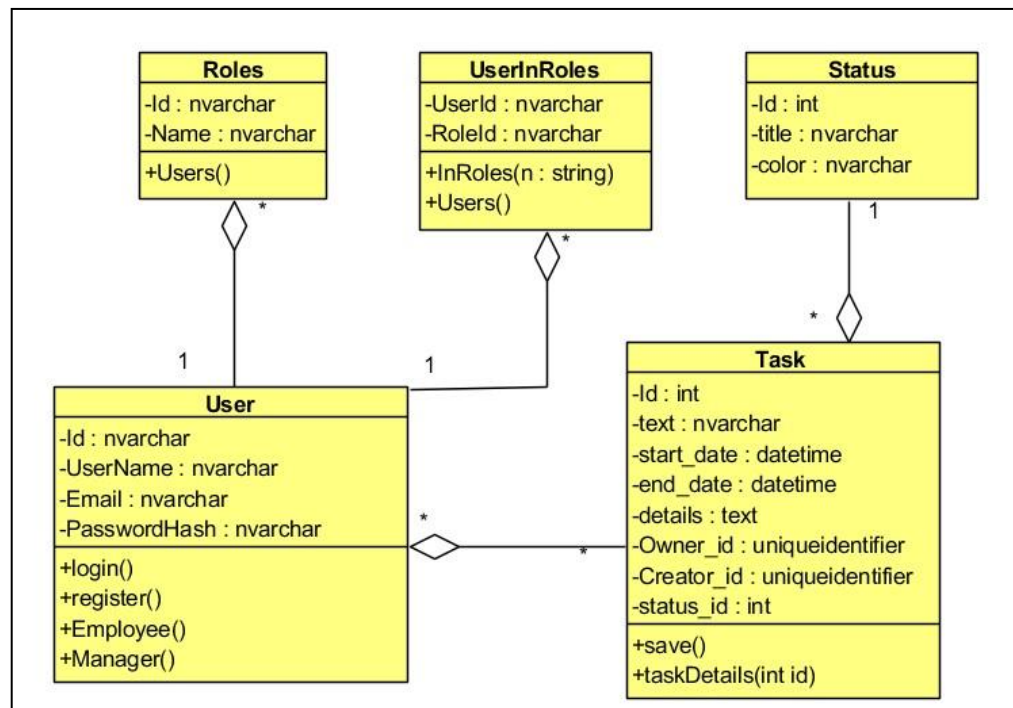 Roles
-Id : nvarchar
-Name : nvarchar
+Users()
UserInRoles
-UserId : nvarchar
-RoleId : nvarchar
+InRoles(n : string)
+Users()
Status
-Id : int
-title : nvarchar
-color : nvarchar
*
*
1
1
1
*
User
-Id : nvarchar
-UserName : nvarchar
-Email : nvarchar
-PasswordHash : nvarchar
+login()
+register()
+Employee()
+Manager()
*
*
Task
-Id : int
-text : nvarchar
-start_date : datetime
-end_date : datetime
-details : text
-Owner_id : uniqueidentifier
-Creator_id : uniqueidentifier
-status_id : int
+save()
+taskDetails(int id)